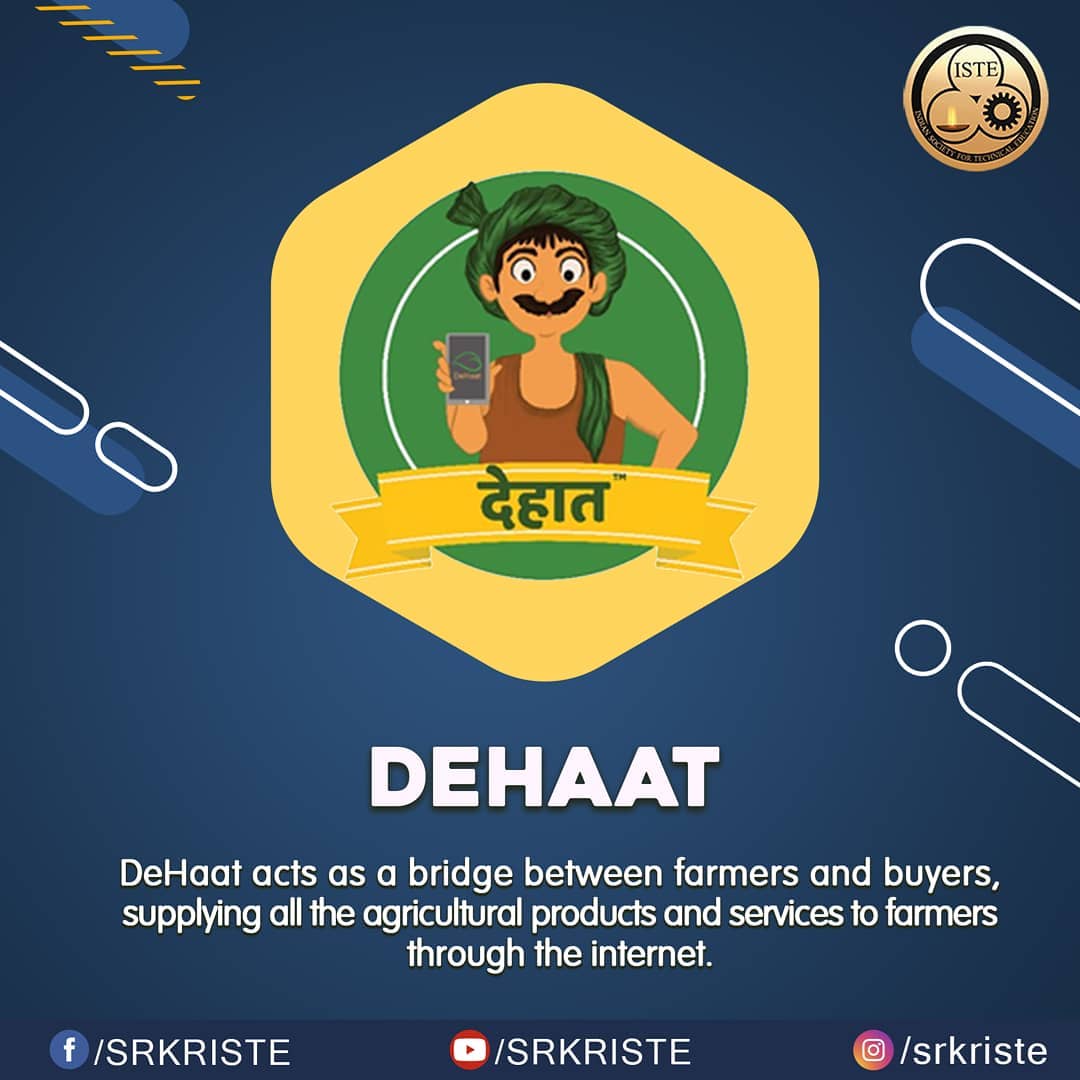 ISTE
INDIAN SOCIETY FOR TECHNICAL EDUCATION
DeHaat
देहात™
DEHAAT
DeHaat acts as a bridge between farmers and buyers,
supplying all the agricultural products and services to farmers
through the internet.
/SRKRISTE
/SRKRISTE
/srkriste